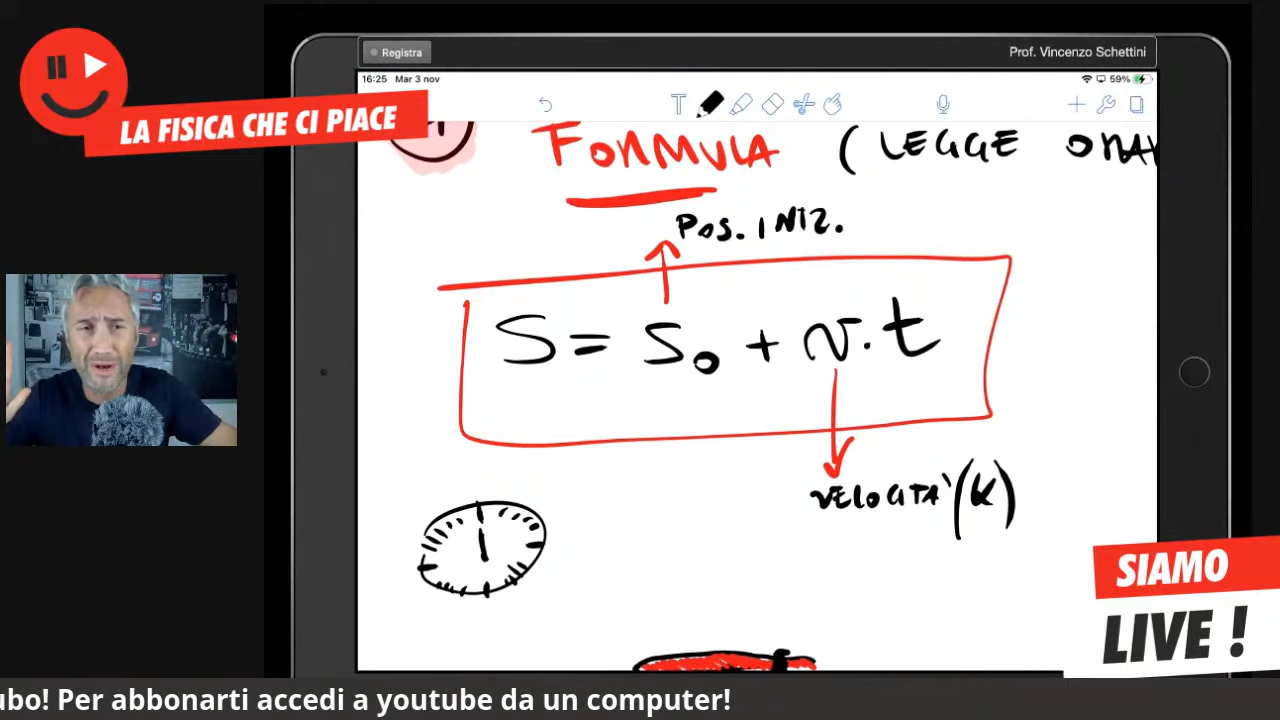 Registra
Prof. Vincenzo Schettini
16:25 Mar 3 nov
59%
LA FISICA CHE CI PIACE
FORMULA (LEGGE ORAR
POS. INIZ.
S = S₀ + v · t
VELOCITA' (K)
SIAMO
LIVE !
ubo! Per abbonarti accedi a youtube da un computer!